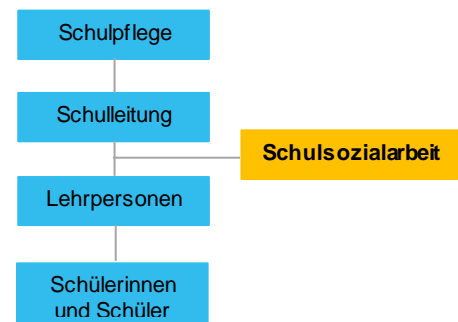 Schulpflege
Schulleitung
Schulsozialarbeit
Lehrpersonen
Schülerinnen
und Schüler